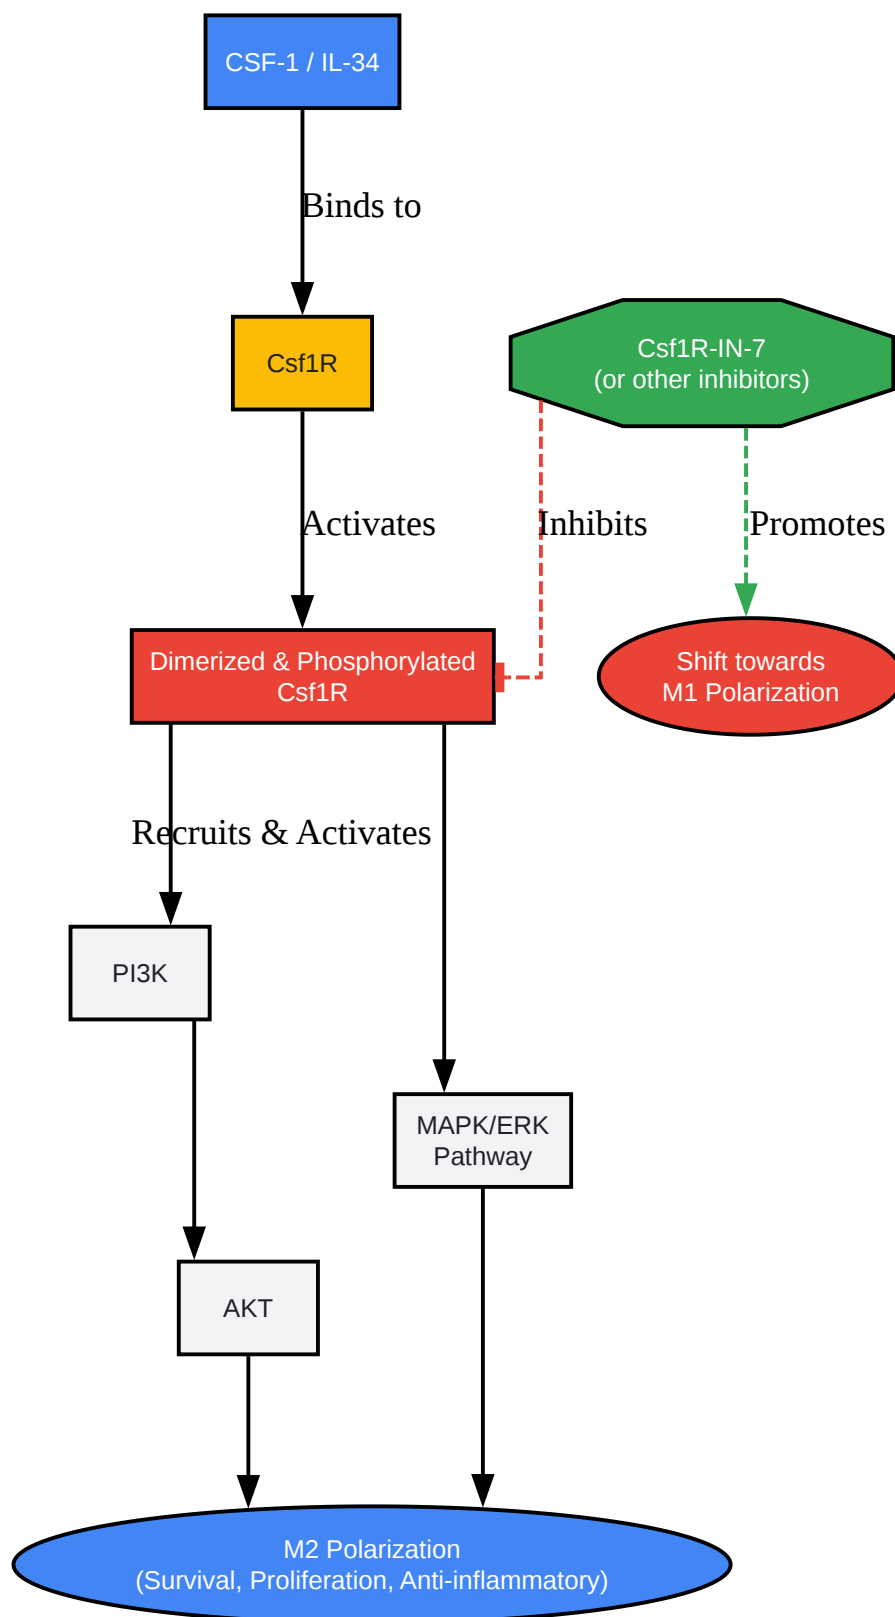 CSF-1 / IL-34
Binds to
Csf1R
Csf1R-IN-7
(or other inhibitors)
Activates
Inhibits
Promotes
Dimerized & Phosphorylated
Csf1R
Shift towards
M1 Polarization
Recruits & Activates
PI3K
MAPK/ERK
Pathway
AKT
M2 Polarization
(Survival, Proliferation, Anti-inflammatory)